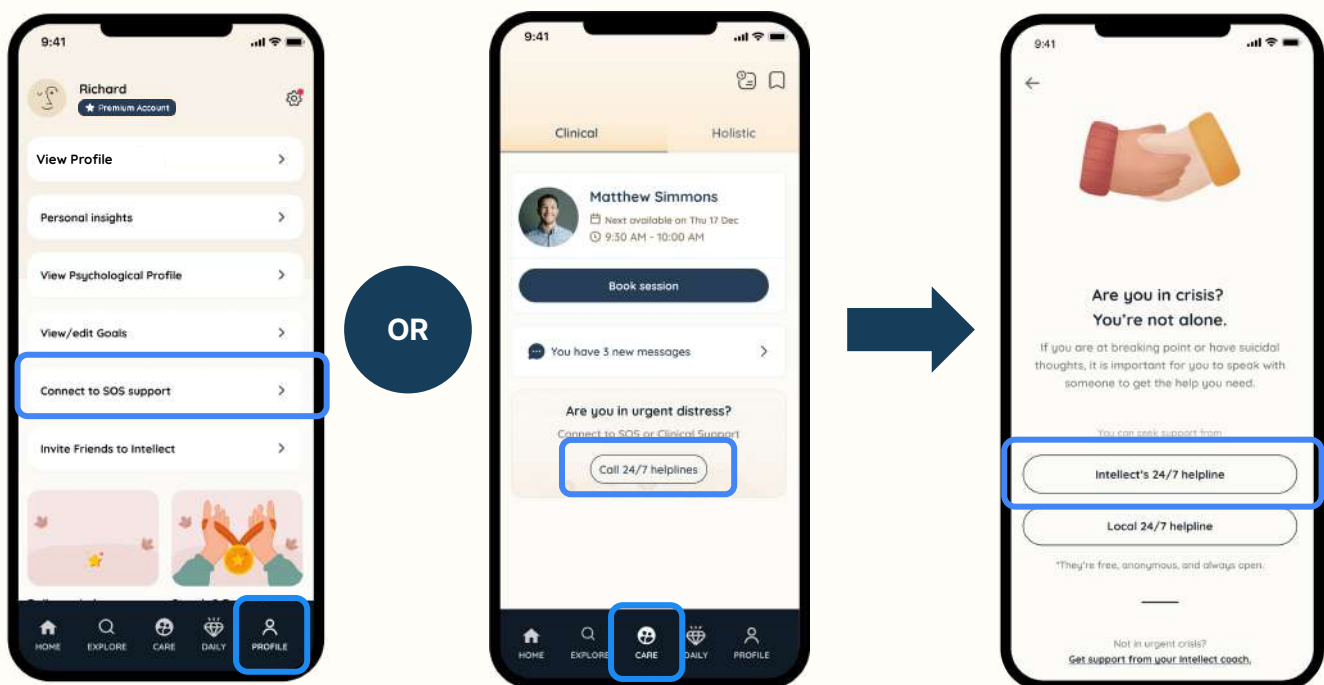 9:41
Richard
Premium Account
View Profile
Personal insights
View Psychological Profile
View/edit Goals
Connect to SOS support
Invite Friends to Intellect
HOME EXPLORE CARE DAILY PROFILE
OR
9:41
Clinical Holistic
Matthew Simmons
Next available on Thu 17 Dec
9:30 AM - 10:00 AM
Book session
You have 3 new messages
Are you in urgent distress?
Connect to SOS or Clinical Support
Call 24/7 helplines
HOME EXPLORE CARE DAILY PROFILE
9:41
Are you in crisis?
You're not alone.
If you are at breaking point or have suicidal
thoughts, it is important for you to speak with
someone to get the help you need.
You can seek support from
Intellect's 24/7 helpline
Local 24/7 helpline
*They're free, anonymous, and always open.
Not in urgent crisis?
Get support from your Intellect coach.